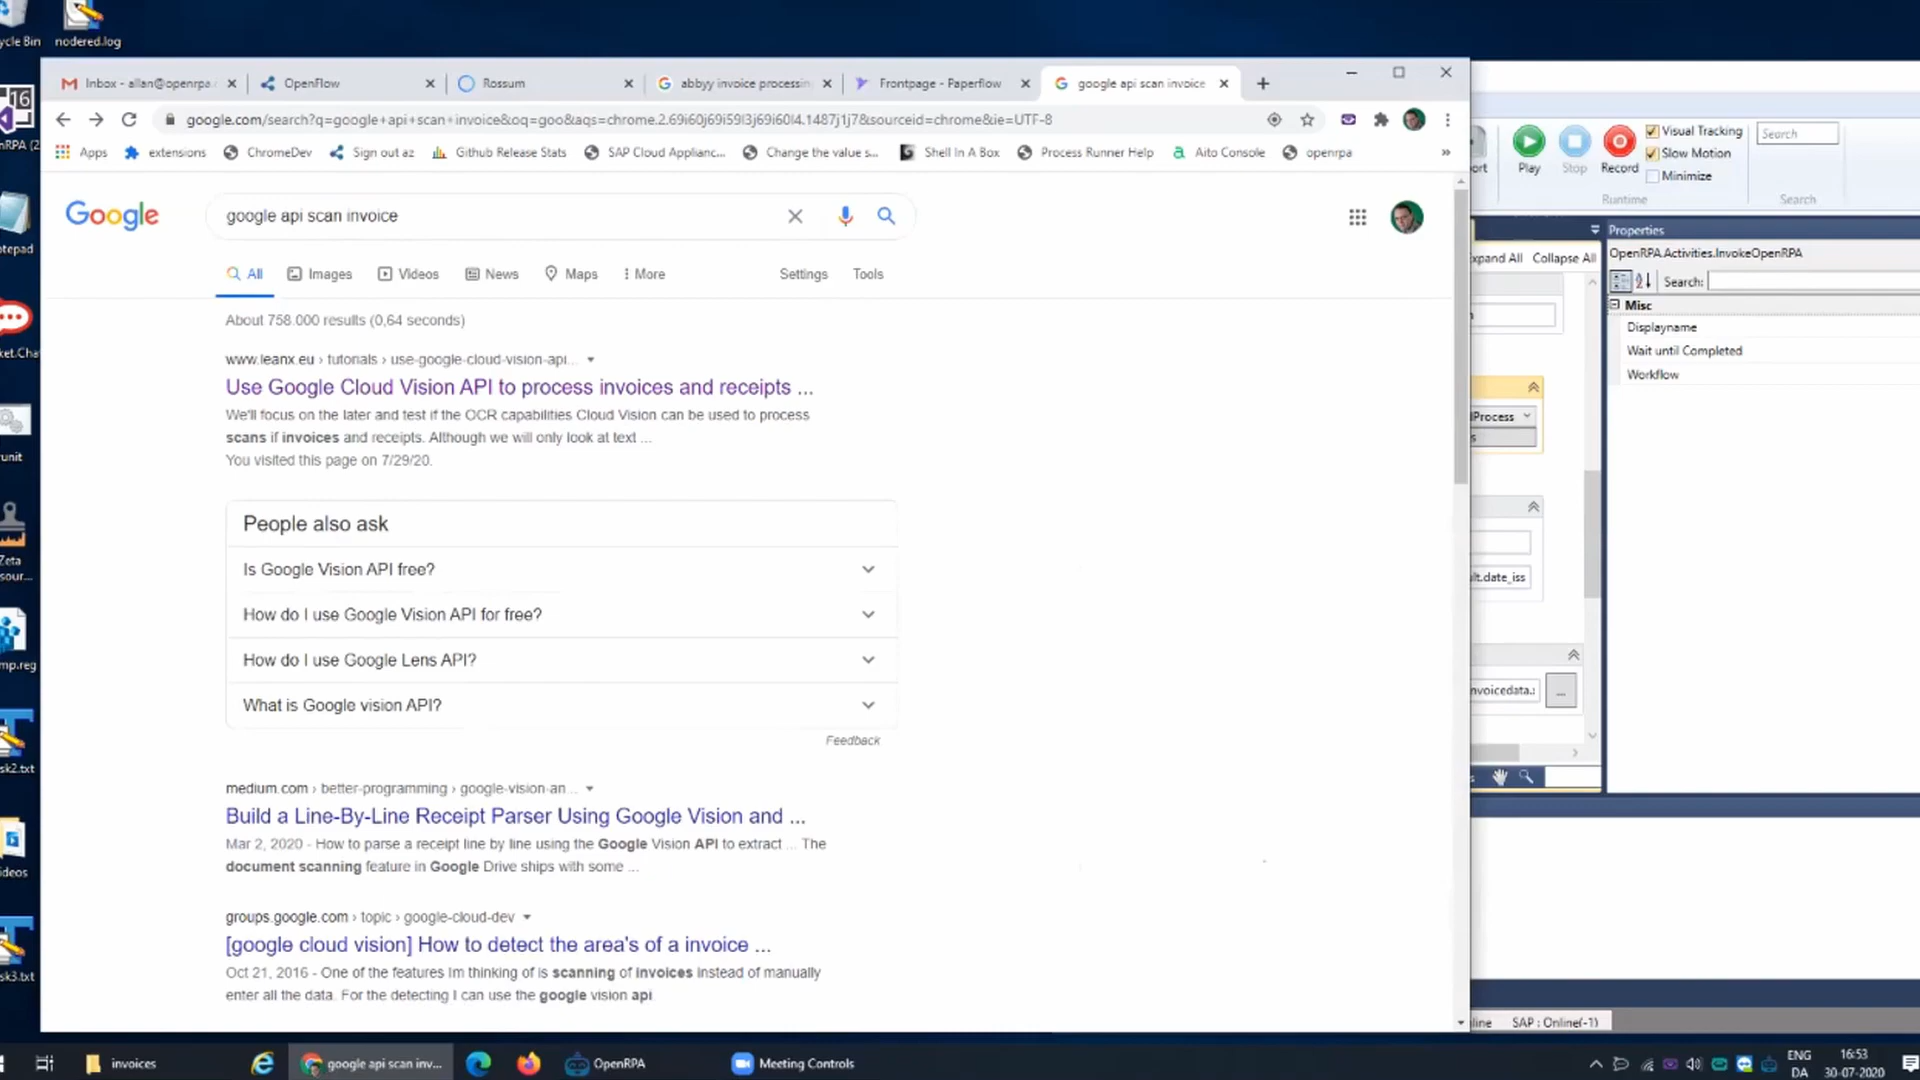 nodered.log
Inbox - allan@openrpa.
OpenFlow
Rossum
abbyy invoice processin
Frontpage - Paperflow
google api scan invoice
google.com/search?q=google+api+scan+invoice&oq=goo&aqs=chrome.2.69i60j69i59l3j69i60l4.1487j1j7&sourceid=chrome&ie=UTF-8
Apps
extensions
ChromeDev
Sign out az
Github Release Stats
SAP Cloud Applianc...
Change the value s...
Shell In A Box
Process Runner Help
Aito Console
openrpa
»
Google
google api scan invoice
All
Images
Videos
News
Maps
More
Settings
Tools
About 758.000 results (0,64 seconds)
www.leanx.eu › tutorials › use-google-cloud-vision-api...
Use Google Cloud Vision API to process invoices and receipts ...
We'll focus on the later and test if the OCR capabilities Cloud Vision can be used to process
scans if invoices and receipts. Although we will only look at text ...
You visited this page on 7/29/20.
People also ask
Is Google Vision API free?
How do I use Google Vision API for free?
How do I use Google Lens API?
What is Google vision API?
Feedback
medium.com › better-programming › google-vision-an...
Build a Line-By-Line Receipt Parser Using Google Vision and ...
Mar 2, 2020 - How to parse a receipt line by line using the Google Vision API to extract ... The
document scanning feature in Google Drive ships with some ...
groups.google.com › topic › google-cloud-dev
[google cloud vision] How to detect the area's of a invoice ...
Oct 21, 2016 - One of the features Im thinking of is scanning of invoices instead of manually
enter all the data. For the detecting I can use the google vision api
Play
Stop
Record
Visual Tracking
Slow Motion
Minimize
Runtime
Search
Search
Properties
OpenRPA.Activities.InvokeOpenRPA
Collapse All
Search:
Misc
Displayname
Wait until Completed
Workflow
SAP : Online(-1)
invoices
google api scan inv...
OpenRPA
Meeting Controls
ENG
DA
16:53
30-07-2020